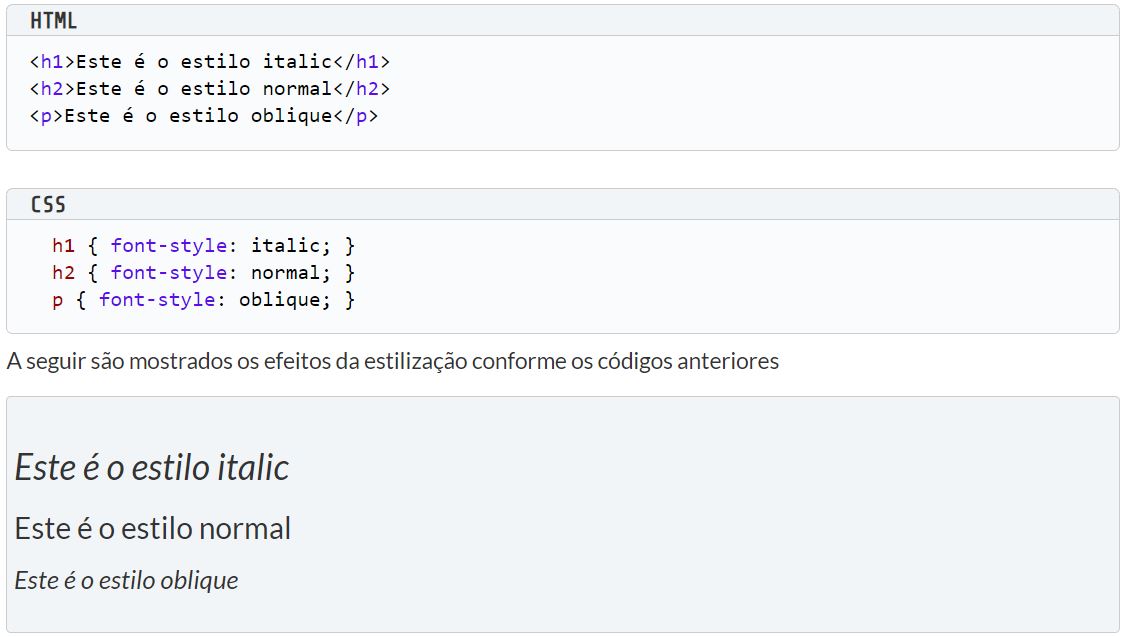 HTML
<h1>Este é o estilo italic</h1>
<h2>Este é o estilo normal</h2>
<p>Este é o estilo oblique</p>
CSS
h1 { font-style: italic; }
h2 { font-style: normal; }
p { font-style: oblique; }
A seguir são mostrados os efeitos da estilização conforme os códigos anteriores
Este é o estilo italic
Este é o estilo normal
Este é o estilo oblique